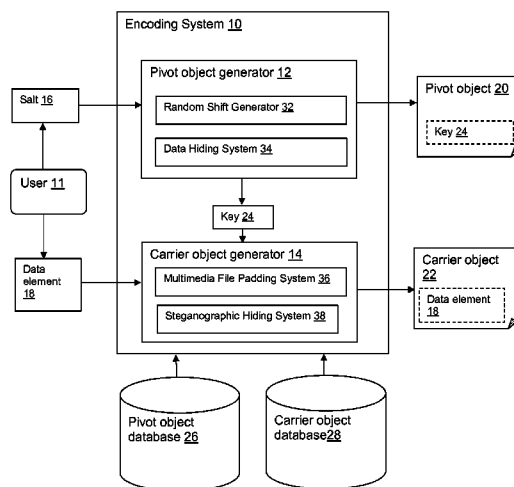 Encoding System 10
Pivot object generator 12
Random Shift Generator 32
Data Hiding System 34
Salt 16
User 11
Data
element
18
Key 24
Carrier object generator 14
Multimedia File Padding System 36
Steganographic Hiding System 38
Pivot object 20
Key 24
Carrier object
22
Data element
18
Pivot object
database 26
Carrier object
database28